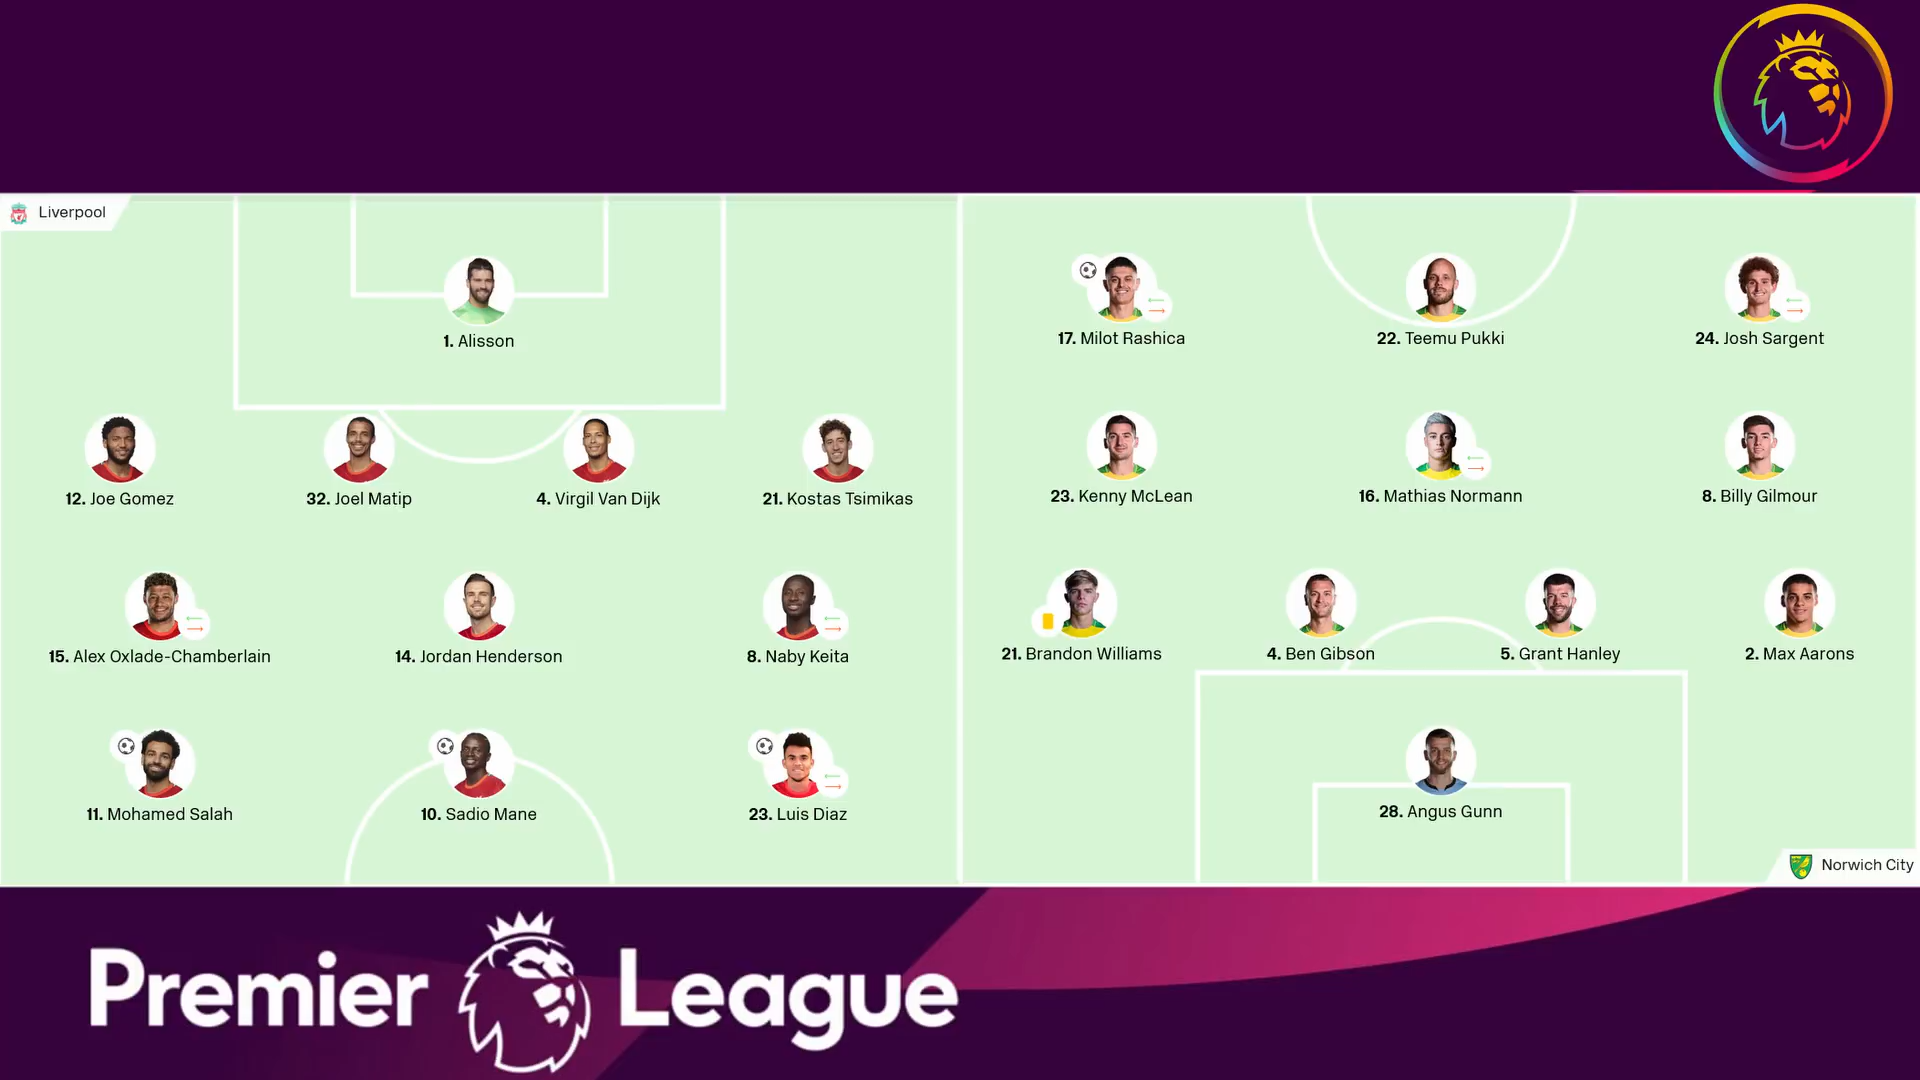 Liverpool
1. Alisson
12. Joe Gomez
32. Joel Matip
4. Virgil Van Dijk
21. Kostas Tsimikas
15. Alex Oxlade-Chamberlain
14. Jordan Henderson
8. Naby Keita
11. Mohamed Salah
10. Sadio Mane
23. Luis Diaz
17. Milot Rashica
22. Teemu Pukki
24. Josh Sargent
23. Kenny McLean
16. Mathias Normann
8. Billy Gilmour
21. Brandon Williams
4. Ben Gibson
5. Grant Hanley
2. Max Aarons
28. Angus Gunn
Norwich City
Premier League